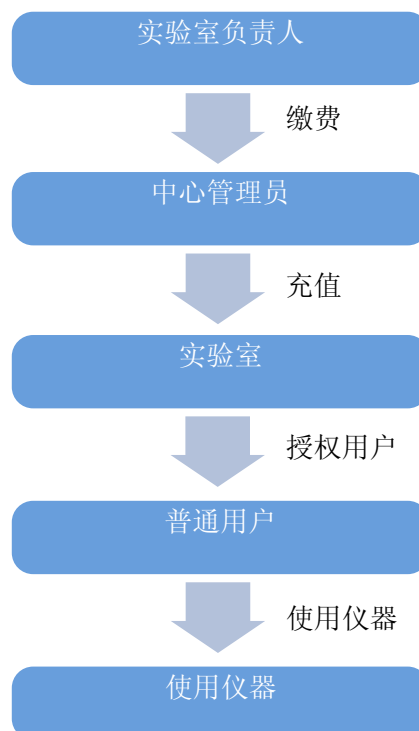 实验室负责人
缴费
中心管理员
充值
实验室
授权用户
普通用户
使用仪器
使用仪器